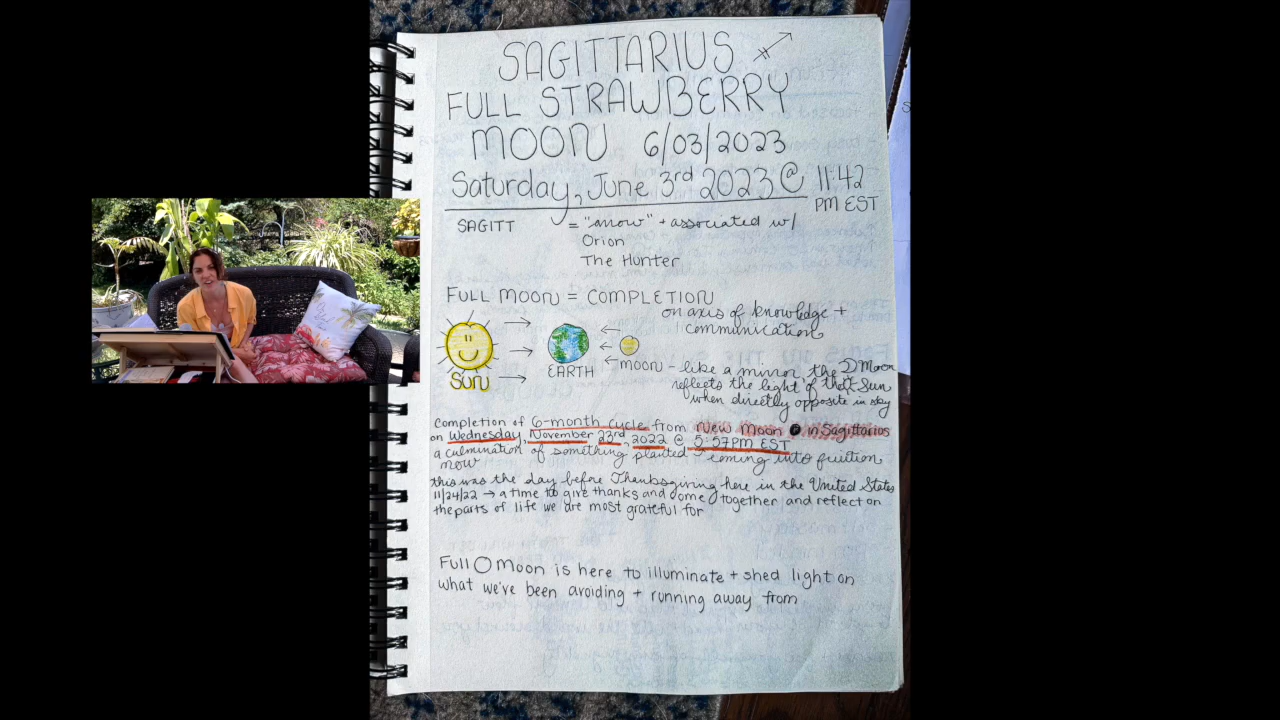 SAGITTARIUS
FULL STRAWBERRY
MOON 6/03/2023
Saturday, June 3rd 2023 @ 11:42
PM EST
SAGITT = "arrow" + associated w/
Orion
The Hunter
FULL MOON = COMPLETION
on axis of knowledge +
communication
SUN
EARTH
MOON - like a mirror the Moon
reflects the light of the Sun
when directly opposite in sky
Completion of 6-month cycle from New Moon in Sagittarius
on Wednesday, November 23rd, 2022 @ 5:57PM EST
a culmination of something planted coming into fruition
now
this was the day before Thanksgiving here in the United States
11/24/22 → a time to give thanks and come together and reflect on
the parts of life we are most grateful for
Full Moon is here to illuminate + shed light on
what we've been avoiding + running away from